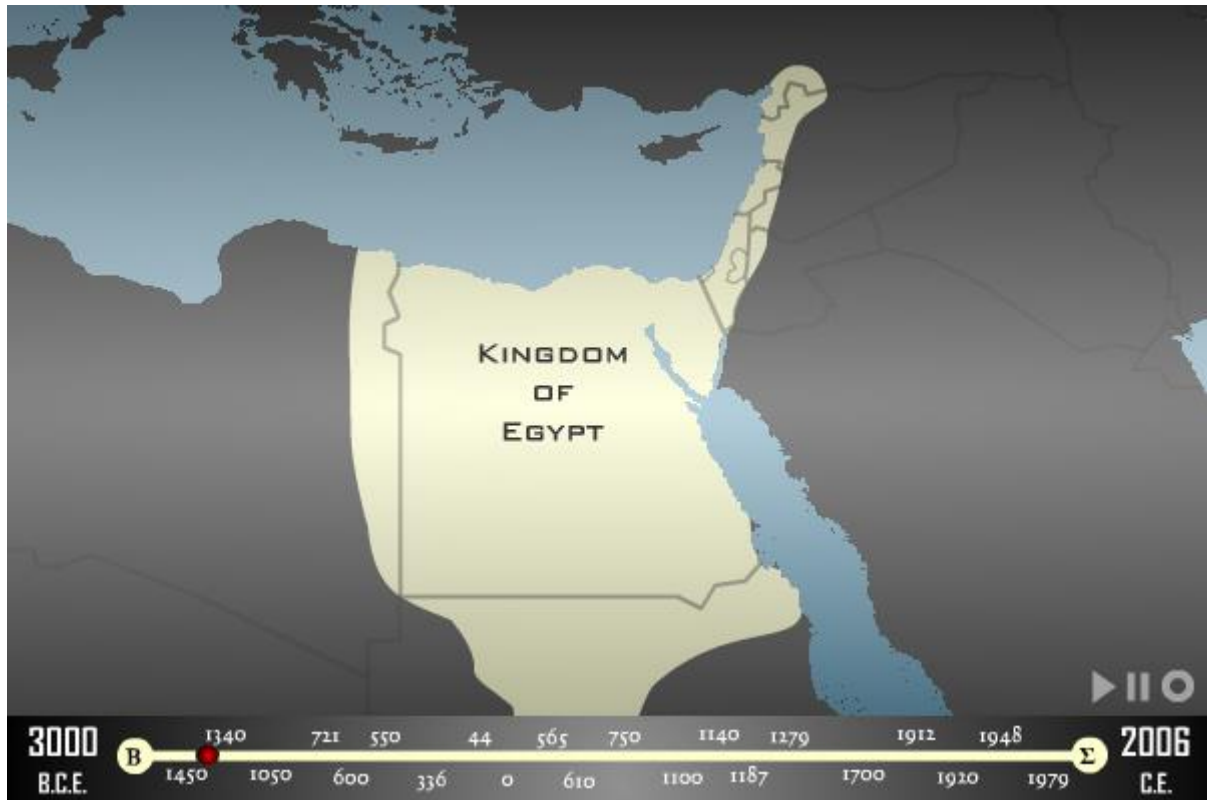 KINGDOM
OF
EGYPT
3000
B.C.E.
B
1340 721 550 44 565 750 1140 1279 1912 1948
1450 1050 600 336 0 610 1100 1187 1700 1920 1979
Σ
2006
C.E.